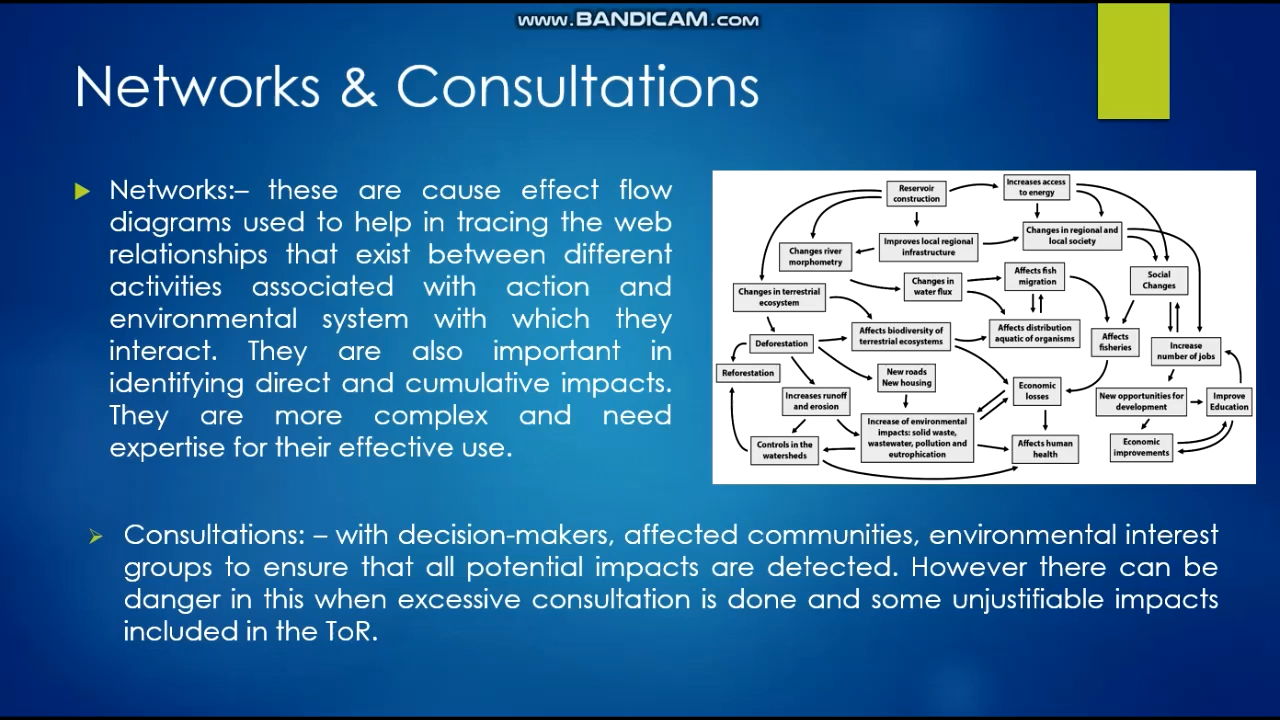 www.BANDICAM.com
Networks & Consultations
Networks:– these are cause effect flow
diagrams used to help in tracing the web
relationships that exist between different
activities associated with action and
environmental system with which they
interact. They are also important in
identifying direct and cumulative impacts.
They are more complex and need
expertise for their effective use.
Reservoir
construction
Increases access
to energy
Changes river
morphometry
Improves local regional
infrastructure
Changes in regional and
local society
Changes in terrestrial
ecosystem
Changes in
water flux
Affects fish
migration
Social
Changes
Deforestation
Affects biodiversity of
terrestrial ecosystems
Affects distribution
aquatic of organisms
Affects
fisheries
Increase
number of jobs
Reforestation
New roads
New housing
Increases runoff
and erosion
Economic
losses
New opportunities for
development
Improve
Education
Controls in the
watersheds
Increase of environmental
impacts: solid waste,
wastewater, pollution and
eutrophication
Affects human
health
Economic
improvements
Consultations: – with decision-makers, affected communities, environmental interest
groups to ensure that all potential impacts are detected. However there can be
danger in this when excessive consultation is done and some unjustifiable impacts
included in the ToR.